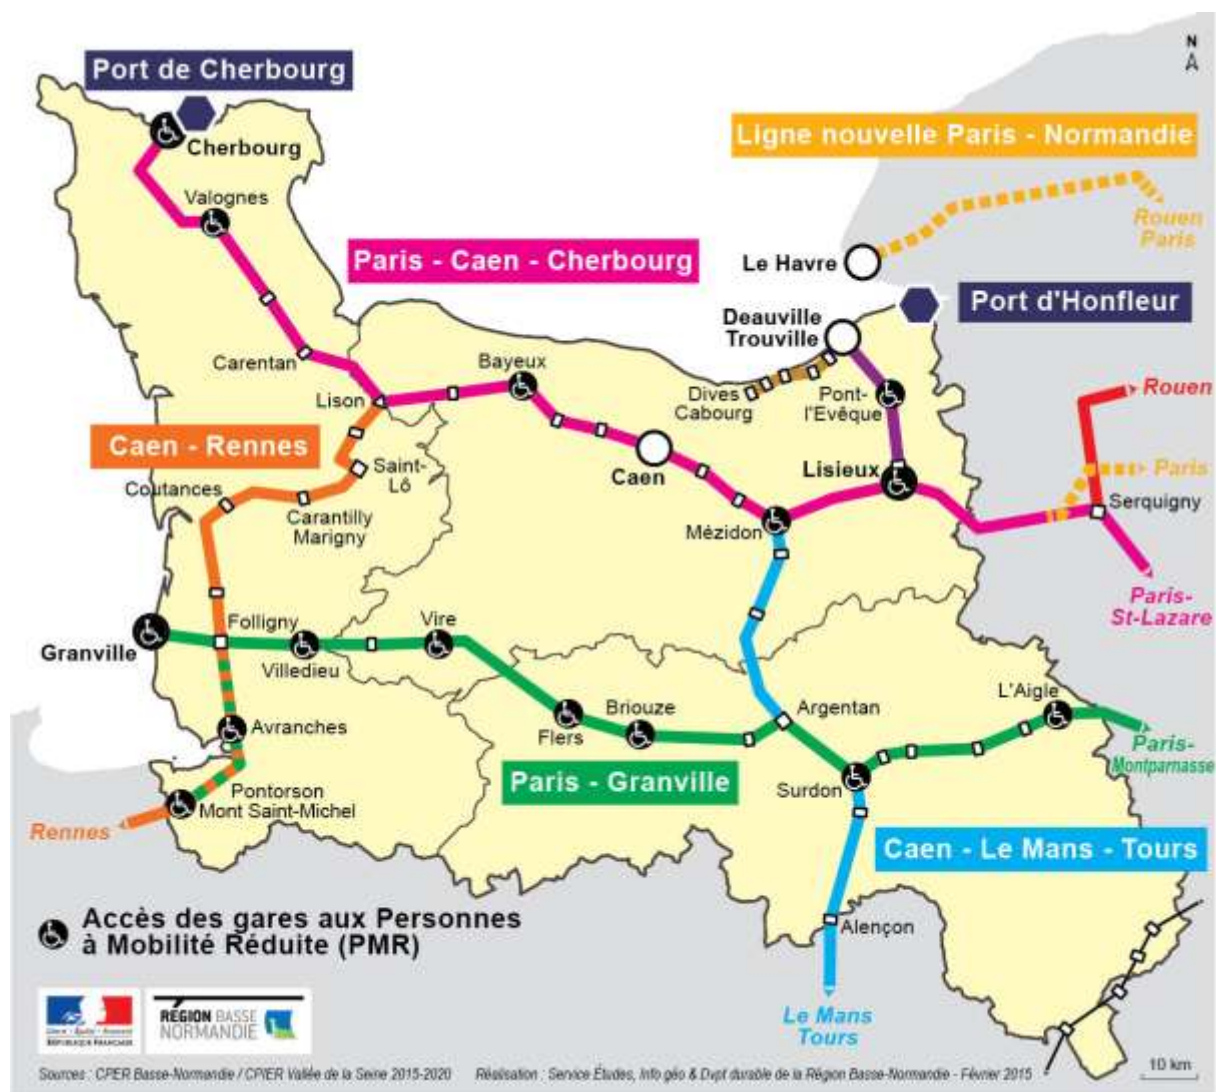 Port de Cherbourg
N
Cherbourg
Ligne nouvelle Paris - Normandie
Valognes
Rouen
Paris
Paris - Caen - Cherbourg
Le Havre
Port d'Honfleur
Deauville
Trouville
Carentan
Bayeux
Lison
Dives
Cabourg
Pont-
l'Evêque
Rouen
Caen - Rennes
Saint-
Lô
Caen
Lisieux
Paris
Coutances
Carantilly
Marigny
Mézidon
Serquigny
Paris-
St-Lazare
Folligny
Vire
Granville
Villedieu
L'Aigle
Avranches
Briouze
Flers
Argentan
Paris-
Montparnasse
Paris - Granville
Surdon
Pontorson
Mont Saint-Michel
Rennes
Caen - Le Mans - Tours
Accès des gares aux Personnes
à Mobilité Réduite (PMR)
Alençon
Le Mans
Tours
RÉGION BASSE
NORMANDIE
Liberté • Égalité • Fraternité
RÉPUBLIQUE FRANÇAISE
10 km
Sources : CPER Basse-Normandie / CPIER Vallée de la Seine 2015-2020 Réalisation : Service Études, Info géo & Dvpt durable de la Région Basse-Normandie - Février 2015